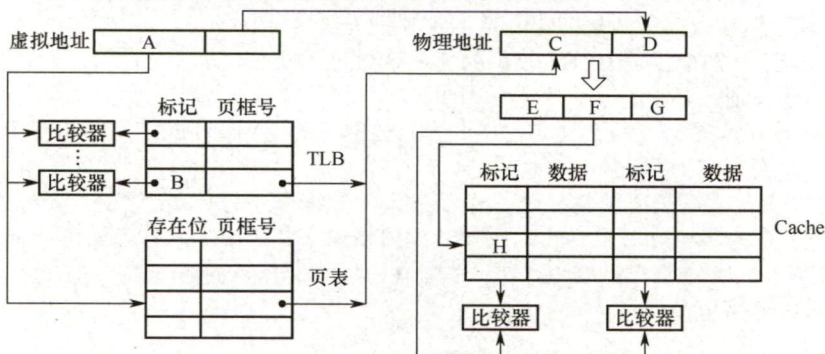 虚拟地址 A
物理地址 C D
E F G
标记 页框号
比较器
⋮
比较器 B
TLB
存在位 页框号
页表
标记 数据 标记 数据
H
Cache
比较器 比较器